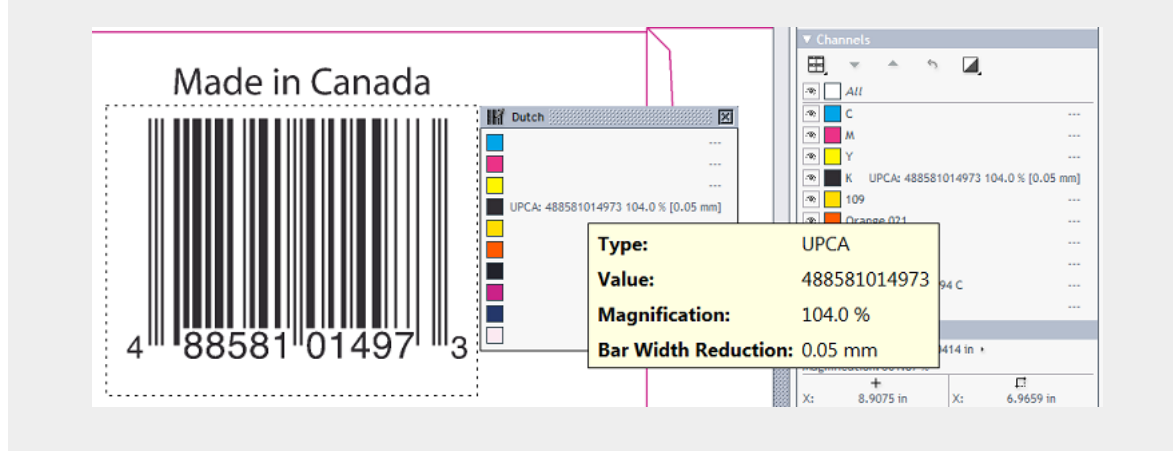 Made in Canada
4 88581 01497 3
Dutch
---
---
---
UPCA: 488581014973 104.0 % [0.05 mm]
Type: UPCA
Value: 488581014973
Magnification: 104.0 %
Bar Width Reduction: 0.05 mm
Channels
All
C ---
M ---
Y ---
K UPCA: 488581014973 104.0 % [0.05 mm]
109 ---
Orange 021
---
---
94 C ---
---
0414 in
X: 8.9075 in X: 6.9659 in